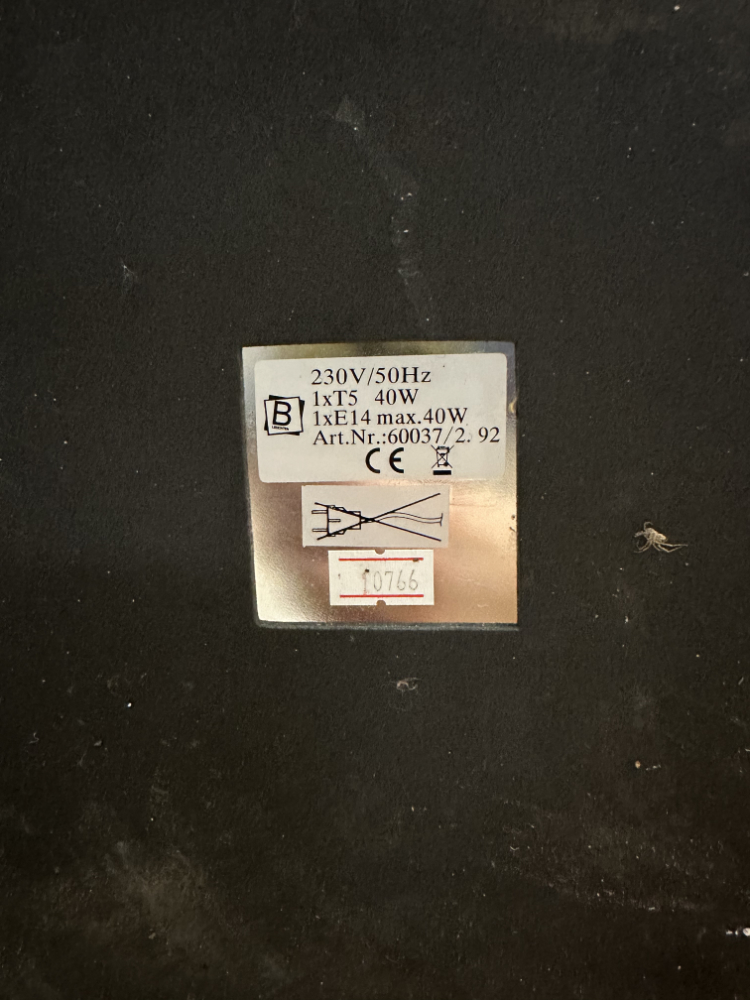 230V/50Hz
1xT5 40W
B
1xE14 max.40W
Art.Nr.:60037/2. 92
CE
10766